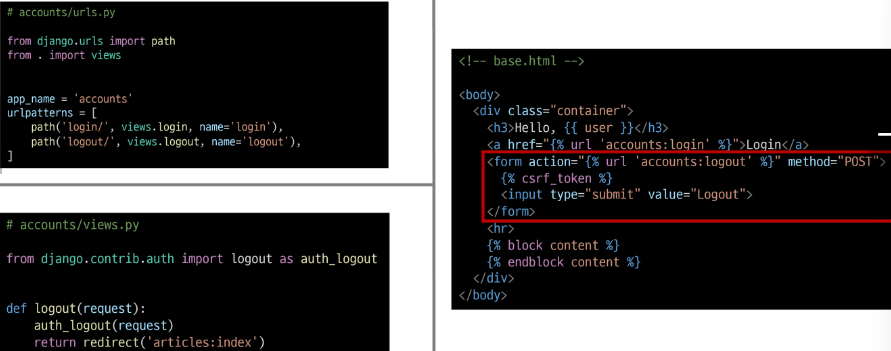 # accounts/urls.py
from django.urls import path
from . import views
app_name = 'accounts'
urlpatterns = [
    path('login/', views.login, name='login'),
    path('logout/', views.logout, name='logout'),
]
# accounts/views.py
from django.contrib.auth import logout as auth_logout
def logout(request):
    auth_logout(request)
    return redirect('articles:index')
<!-- base.html -->
<body>
  <div class="container">
    <h3>Hello, {{ user }}</h3>
    <a href="{% url 'accounts:login' %}">Login</a>
    <form action="{% url 'accounts:logout' %}" method="POST">
      {% csrf_token %}
      <input type="submit" value="Logout">
    </form>
    <hr>
    {% block content %}
    {% endblock content %}
  </div>
</body>